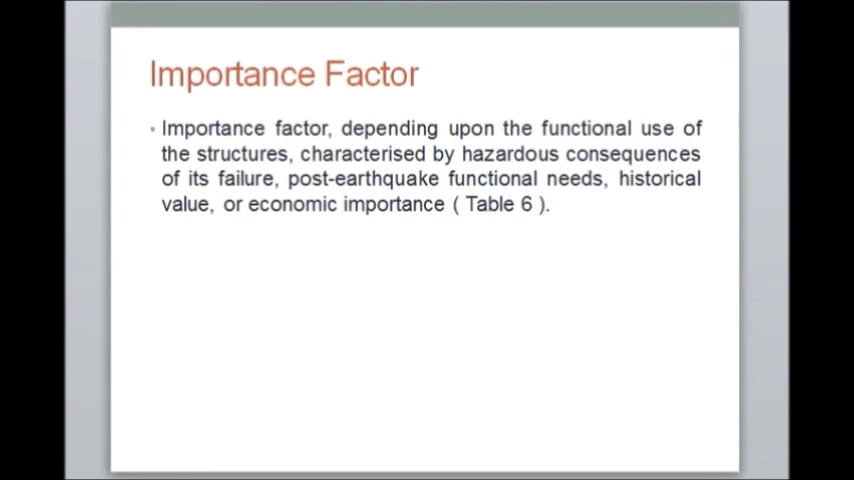 Importance Factor
• Importance factor, depending upon the functional use of
the structures, characterised by hazardous consequences
of its failure, post-earthquake functional needs, historical
value, or economic importance ( Table 6 ).